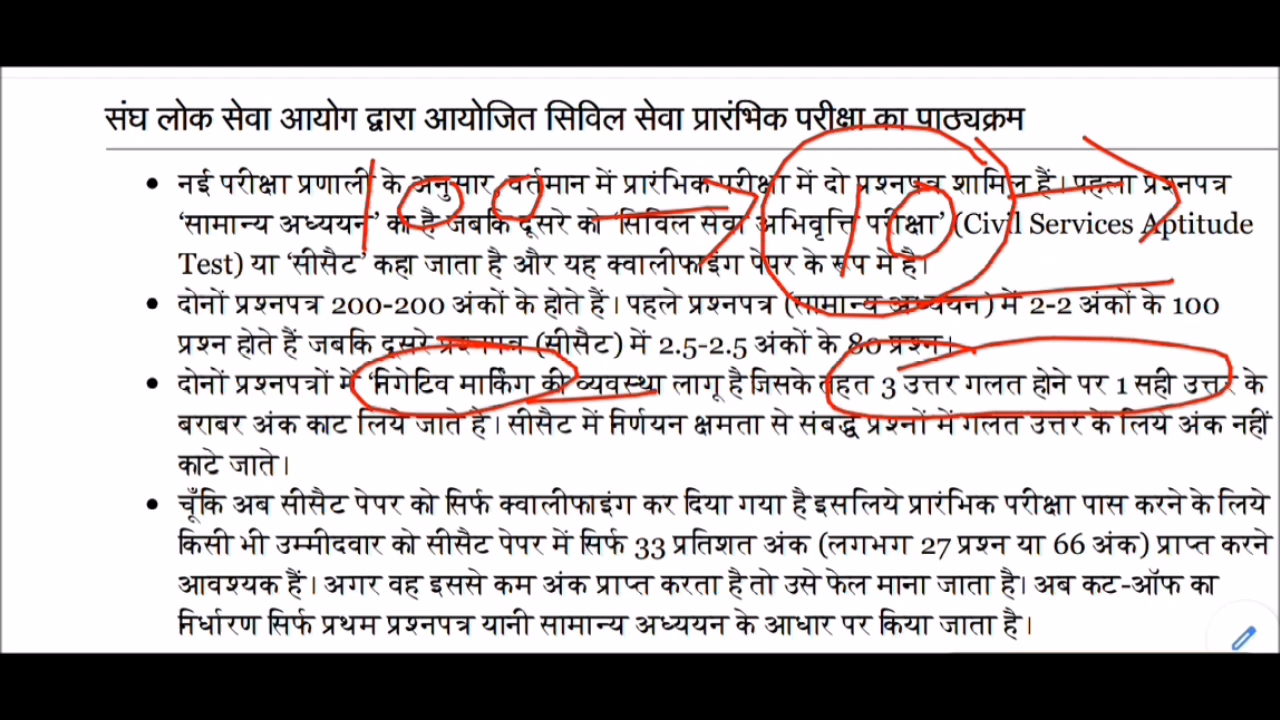 संघ लोक सेवा आयोग द्वारा आयोजित सिविल सेवा प्रारंभिक परीक्षा का पाठ्यक्रम
• नई परीक्षा प्रणाली के अनुसार, वर्तमान में प्रारंभिक परीक्षा में दो प्रश्नपत्र शामिल हैं। पहला प्रश्नपत्र
‘सामान्य अध्ययन’ का है जबकि दूसरे को ‘सिविल सेवा अभिवृत्ति परीक्षा’ (Civil Services Aptitude
Test) या ‘सीसैट’ कहा जाता है और यह क्वालीफाइंग पेपर के रूप में है।
100 10
• दोनों प्रश्नपत्र 200-200 अंकों के होते हैं। पहले प्रश्नपत्र (सामान्य अध्ययन) में 2-2 अंकों के 100
प्रश्न होते हैं जबकि दूसरे प्रश्नपत्र (सीसैट) में 2.5-2.5 अंकों के 80 प्रश्न।
• दोनों प्रश्नपत्रों में ‘निगेटिव मार्किंग की व्यवस्था लागू है जिसके तहत 3 उत्तर गलत होने पर 1 सही उत्तर के
बराबर अंक काट लिये जाते हैं। सीसैट में निर्णयन क्षमता से संबद्ध प्रश्नों में गलत उत्तर के लिये अंक नहीं
काटे जाते।
• चूँकि अब सीसैट पेपर को सिर्फ क्वालीफाइंग कर दिया गया है इसलिये प्रारंभिक परीक्षा पास करने के लिये
किसी भी उम्मीदवार को सीसैट पेपर में सिर्फ 33 प्रतिशत अंक (लगभग 27 प्रश्न या 66 अंक) प्राप्त करने
आवश्यक हैं। अगर वह इससे कम अंक प्राप्त करता है तो उसे फेल माना जाता है। अब कट-ऑफ का
निर्धारण सिर्फ प्रथम प्रश्नपत्र यानी सामान्य अध्ययन के आधार पर किया जाता है।